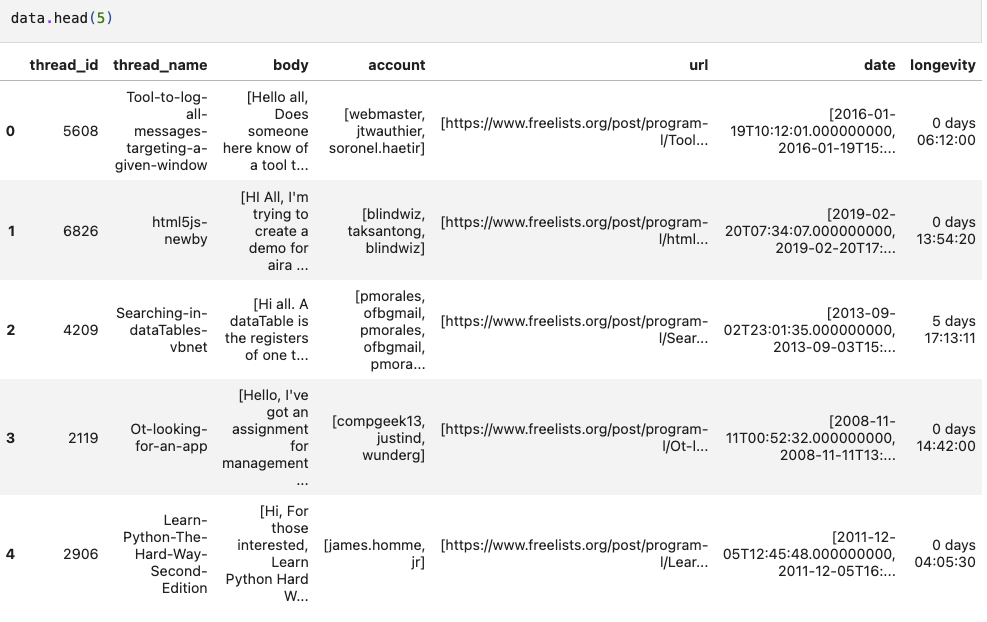 data.head(5)
thread_id thread_name body account url date longevity
0 5608 Tool-to-log-all-messages-targeting-a-given-window [Hello all, Does someone here know of a tool t... [webmaster, jtwauthier, soronel.haetir] [https://www.freelists.org/post/program-l/Tool... [2016-01-19T10:12:01.000000000, 2016-01-19T15:... 0 days 06:12:00
1 6826 html5js-newby [HI All, I'm trying to create a demo for aira ... [blindwiz, taksantong, blindwiz] [https://www.freelists.org/post/program-l/html... [2019-02-20T07:34:07.000000000, 2019-02-20T17:... 0 days 13:54:20
2 4209 Searching-in-dataTables-vbnet [Hi all. A dataTable is the registers of one t... [pmorales, ofbgmail, pmorales, ofbgmail, pmora... [https://www.freelists.org/post/program-l/Sear... [2013-09-02T23:01:35.000000000, 2013-09-03T15:... 5 days 17:13:11
3 2119 Ot-looking-for-an-app [Hello, I've got an assignment for management ... [compgeek13, justind, wunderg] [https://www.freelists.org/post/program-l/Ot-l... [2008-11-11T00:52:32.000000000, 2008-11-11T13:... 0 days 14:42:00
4 2906 Learn-Python-The-Hard-Way-Second-Edition [Hi, For those interested, Learn Python Hard W... [james.homme, jr] [https://www.freelists.org/post/program-l/Lear... [2011-12-05T12:45:48.000000000, 2011-12-05T16:... 0 days 04:05:30